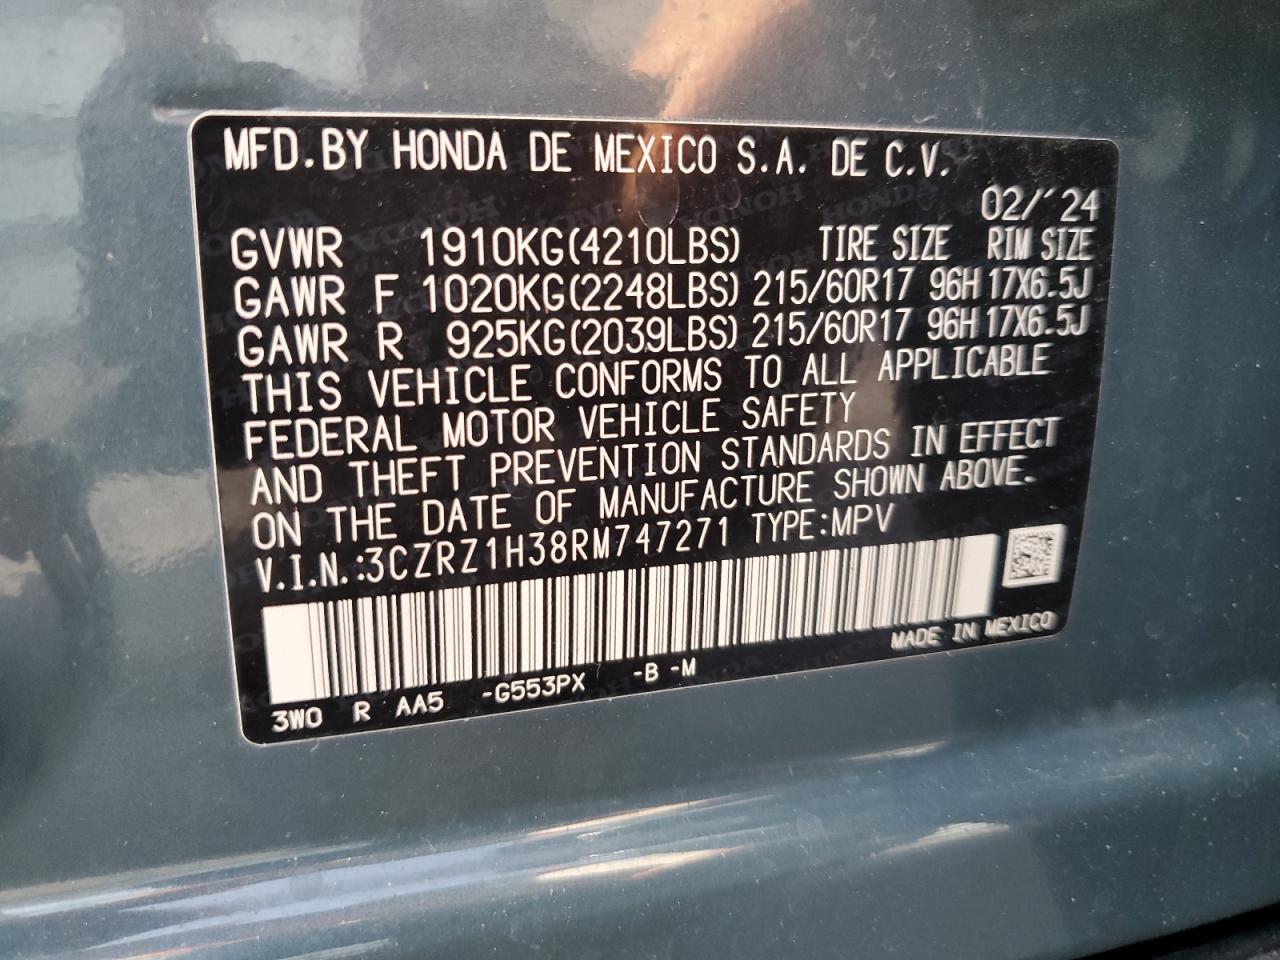 MFD.BY HONDA DE MEXICO S.A. DE C.V.
02/´24
GVWR 1910KG(4210LBS) TIRE SIZE RIM SIZE
GAWR F 1020KG(2248LBS) 215/60R17 96H 17X6.5J
GAWR R 925KG(2039LBS) 215/60R17 96H 17X6.5J
THIS VEHICLE CONFORMS TO ALL APPLICABLE
FEDERAL MOTOR VEHICLE SAFETY
AND THEFT PREVENTION STANDARDS IN EFFECT
ON THE DATE OF MANUFACTURE SHOWN ABOVE.
V.I.N.:3CZRZ1H38RM747271 TYPE:MPV
MADE IN MEXICO
3W0 R AA5 -G553PX -B -M